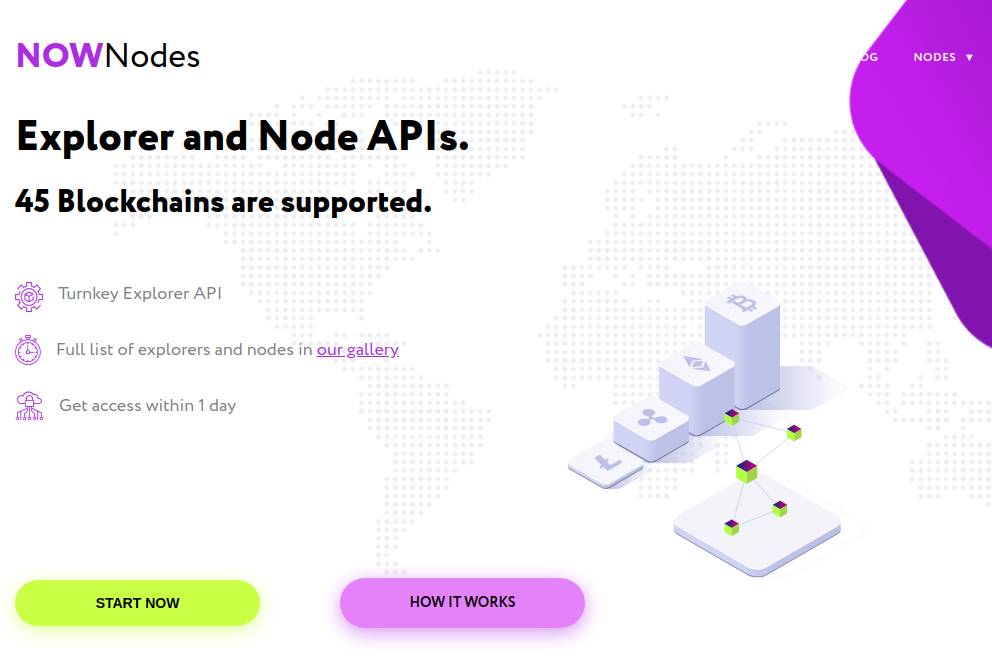 NOWNodes
OG NODES ▼
Explorer and Node APIs.
45 Blockchains are supported.
Turnkey Explorer API
Full list of explorers and nodes in our gallery
Get access within 1 day
START NOW
HOW IT WORKS